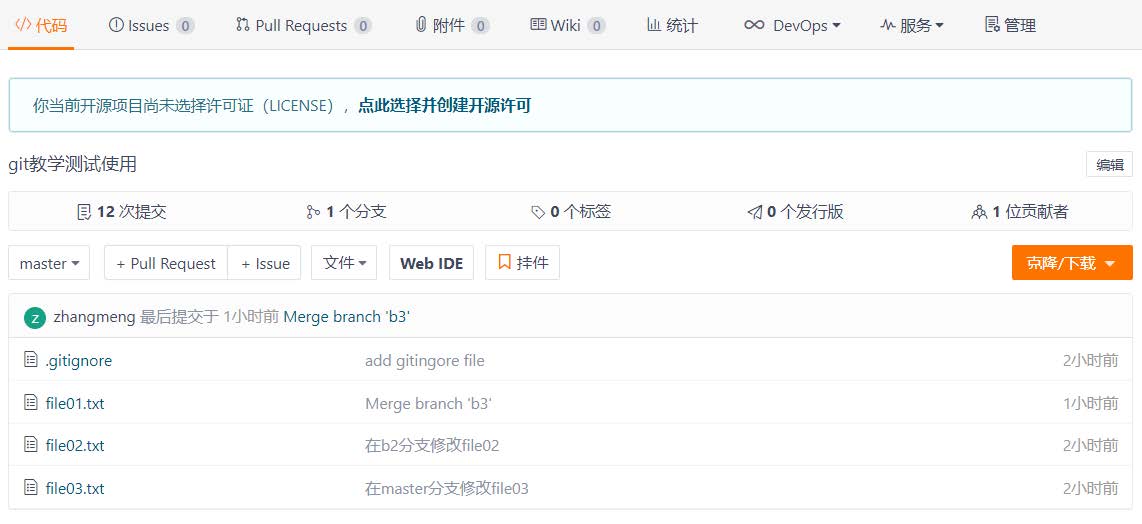 代码 Issues 0 Pull Requests 0 附件 0 Wiki 0 统计 DevOps 服务 管理
你当前开源项目尚未选择许可证（LICENSE），点此选择并创建开源许可
git教学测试使用 编辑
12 次提交 1 个分支 0 个标签 0 个发行版 1 位贡献者
master + Pull Request + Issue 文件 Web IDE 挂件 克隆/下载
z zhangmeng 最后提交于 1小时前 Merge branch 'b3'
.gitignore add gitingore file 2小时前
file01.txt Merge branch 'b3' 1小时前
file02.txt 在b2分支修改file02 2小时前
file03.txt 在master分支修改file03 2小时前